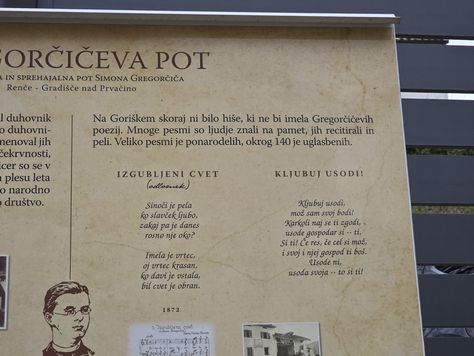 GORČIČEVA POT
A IN SPREHAJALNA POT SIMONA GREGORČIČA
Renče - Gradišče nad Prvačino
duhovnik
duhovni-
menoval jih
čekrvnosti,
icer so se v
plesu leta
narodno
društvo.
Na Goriškem skoraj ni bilo hiše, ki ne bi imela Gregorčičevih
poezij. Mnoge pesmi so ljudje znali na pamet, jih recitirali in
peli. Veliko pesmi je ponarodelih, okrog 140 je uglasbenih.
IZGUBLJENI CVET
(odlomek)
Sinoči je pela
ko slavček ljubo,
zakaj pa je danes
rosno nje oko?
Imela je vrtec,
oj vrtec krasan,
ko davi je vstala,
bil cvet je obran.
1872
KLJUBUJ USODI!
Kljubuj usodi,
mož sam svoj bodi!
Karkoli naj se ti zgodi,
usode gospodar si -- ti.
Si ti! Če res, če cel si mož,
i svoj i njej gospod ti boš.
Usode ni,
usoda svoja -- to si ti!